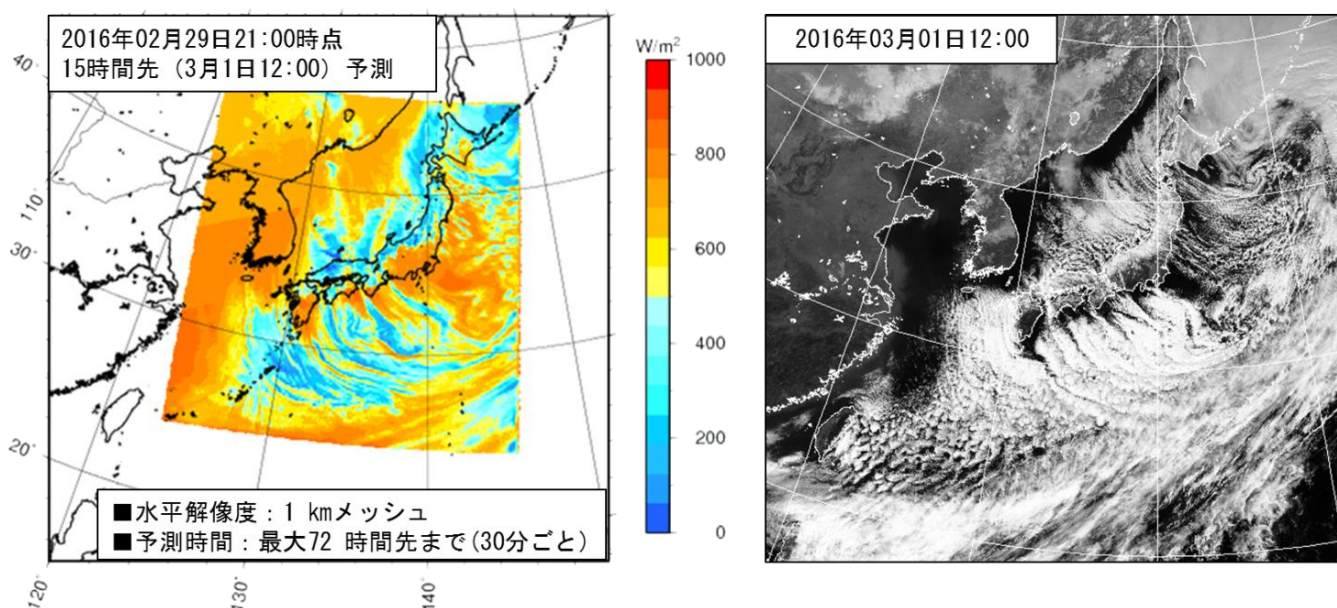 2016年02月29日21:00時点
15時間先 (3月1日12:00) 予測
W/m²
1000
800
600
400
200
0
40°
110°
30°
20°
120°
130°
140°
■水平解像度：1 kmメッシュ
■予測時間：最大72 時間先まで(30分ごと)
2016年03月01日12:00